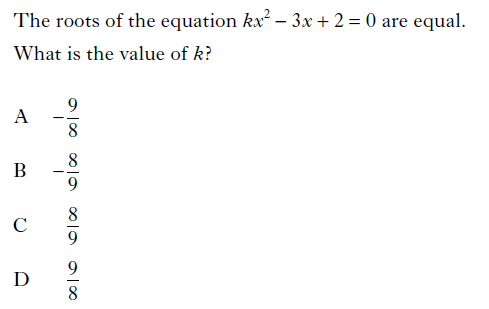 The roots of the equation kx² – 3x + 2 = 0 are equal.
What is the value of k?
A –9/8
B –8/9
C 8/9
D 9/8